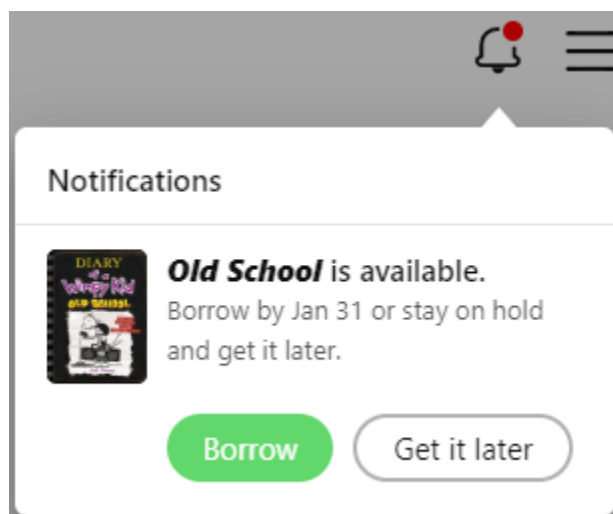 Notifications
DIARY
of a
Wimpy Kid
OLD SCHOOL
Old School is available.
Borrow by Jan 31 or stay on hold
and get it later.
Borrow
Get it later